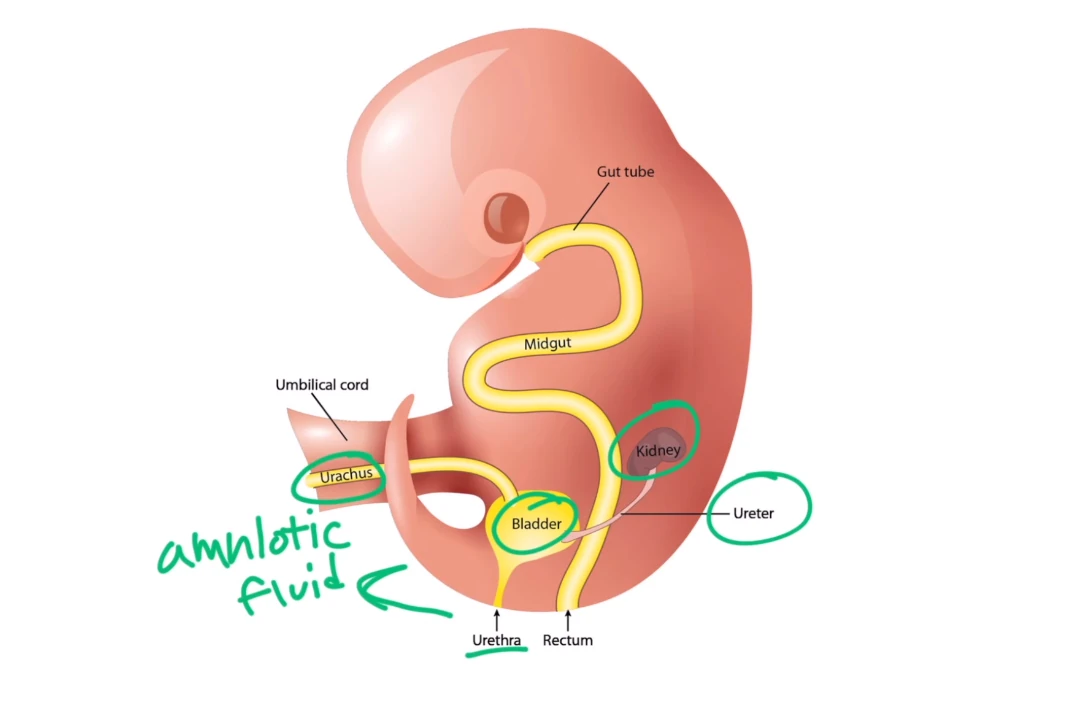 Gut tube
Midgut
Umbilical cord
Urachus
Kidney
Bladder
Ureter
amniotic
fluid
Urethra
Rectum